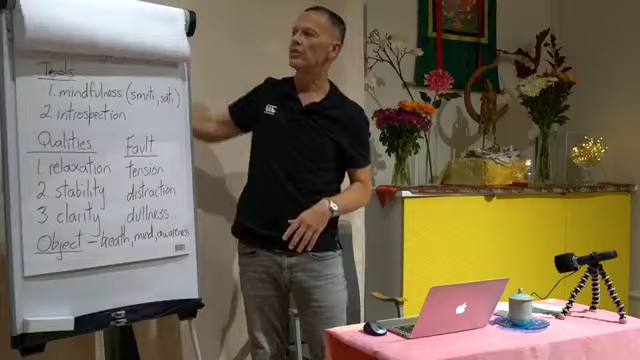 Tools
1. mindfulness (smrti, sati)
2. introspection
Qualities Fault
1. relaxation tension
2. stability distraction
3 clarity dullness
Object - breath, mind, awareness